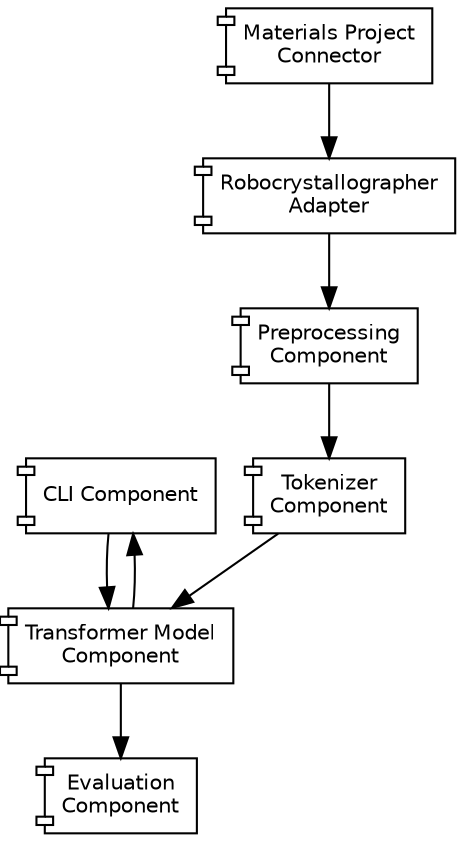 Materials Project
Connector
Robocrystallographer
Adapter
Preprocessing
Component
CLI Component
Tokenizer
Component
Transformer Model
Component
Evaluation
Component